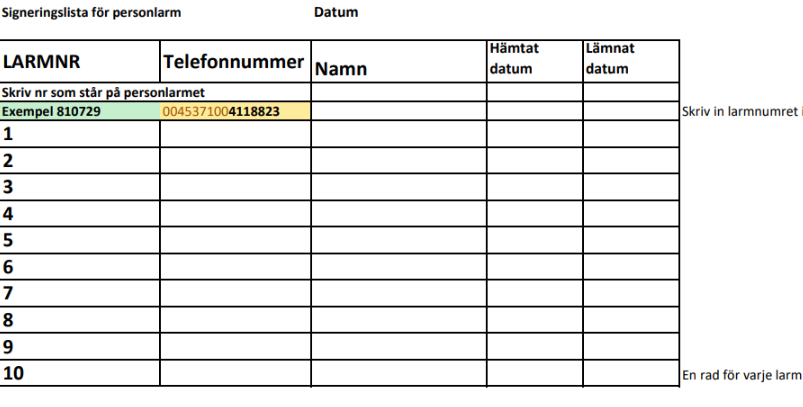 Signeringslista för personlarm Datum
LARMNR Telefonnummer Namn Hämtat datum Lämnat datum
Skriv nr som står på personlarmet
Exempel 810729 0045371004118823 Skriv in larmnumret i
1
2
3
4
5
6
7
8
9
10 En rad för varje larm